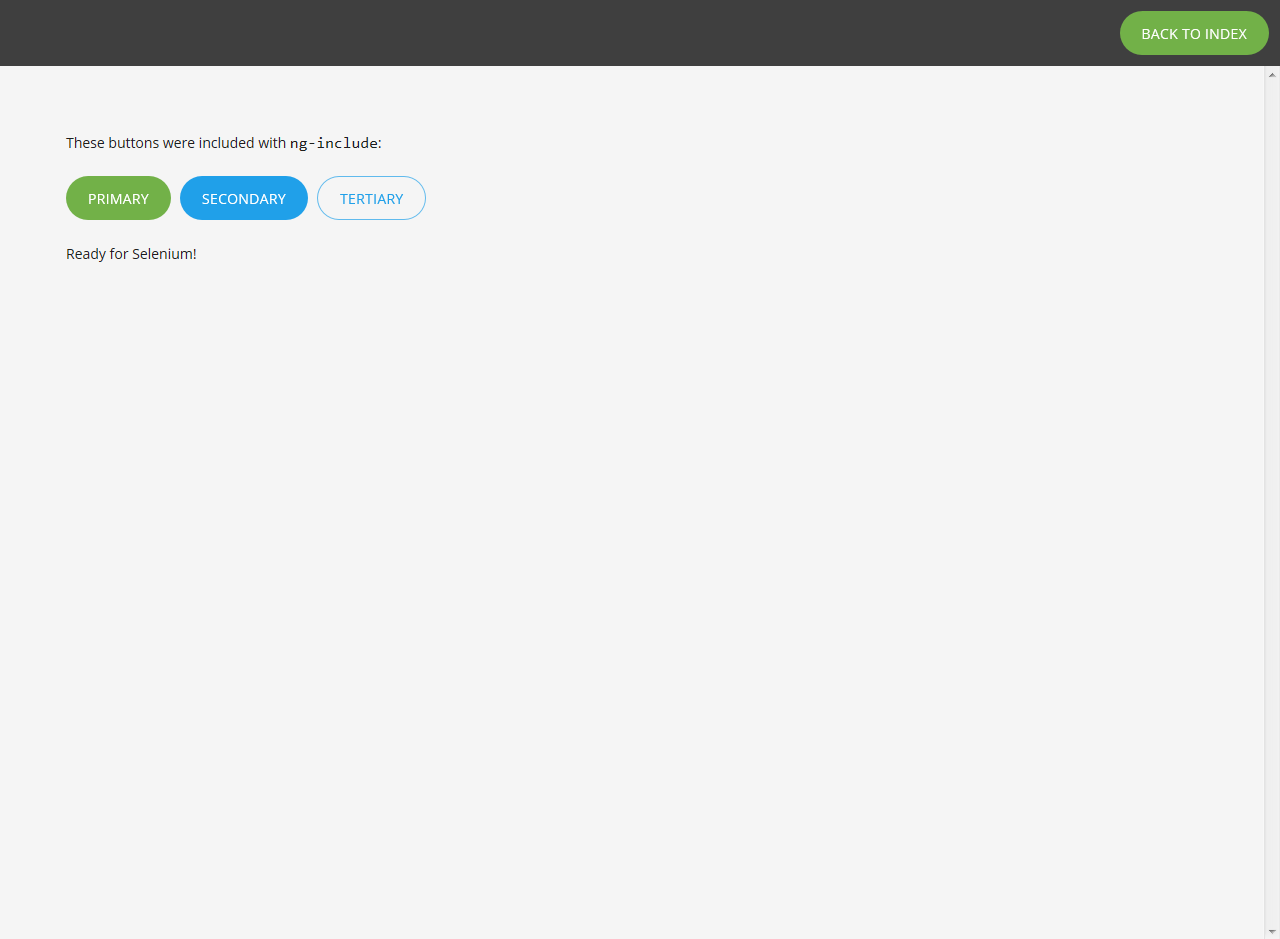 BACK TO INDEX
These buttons were included with ng-include:
PRIMARY SECONDARY TERTIARY
Ready for Selenium!